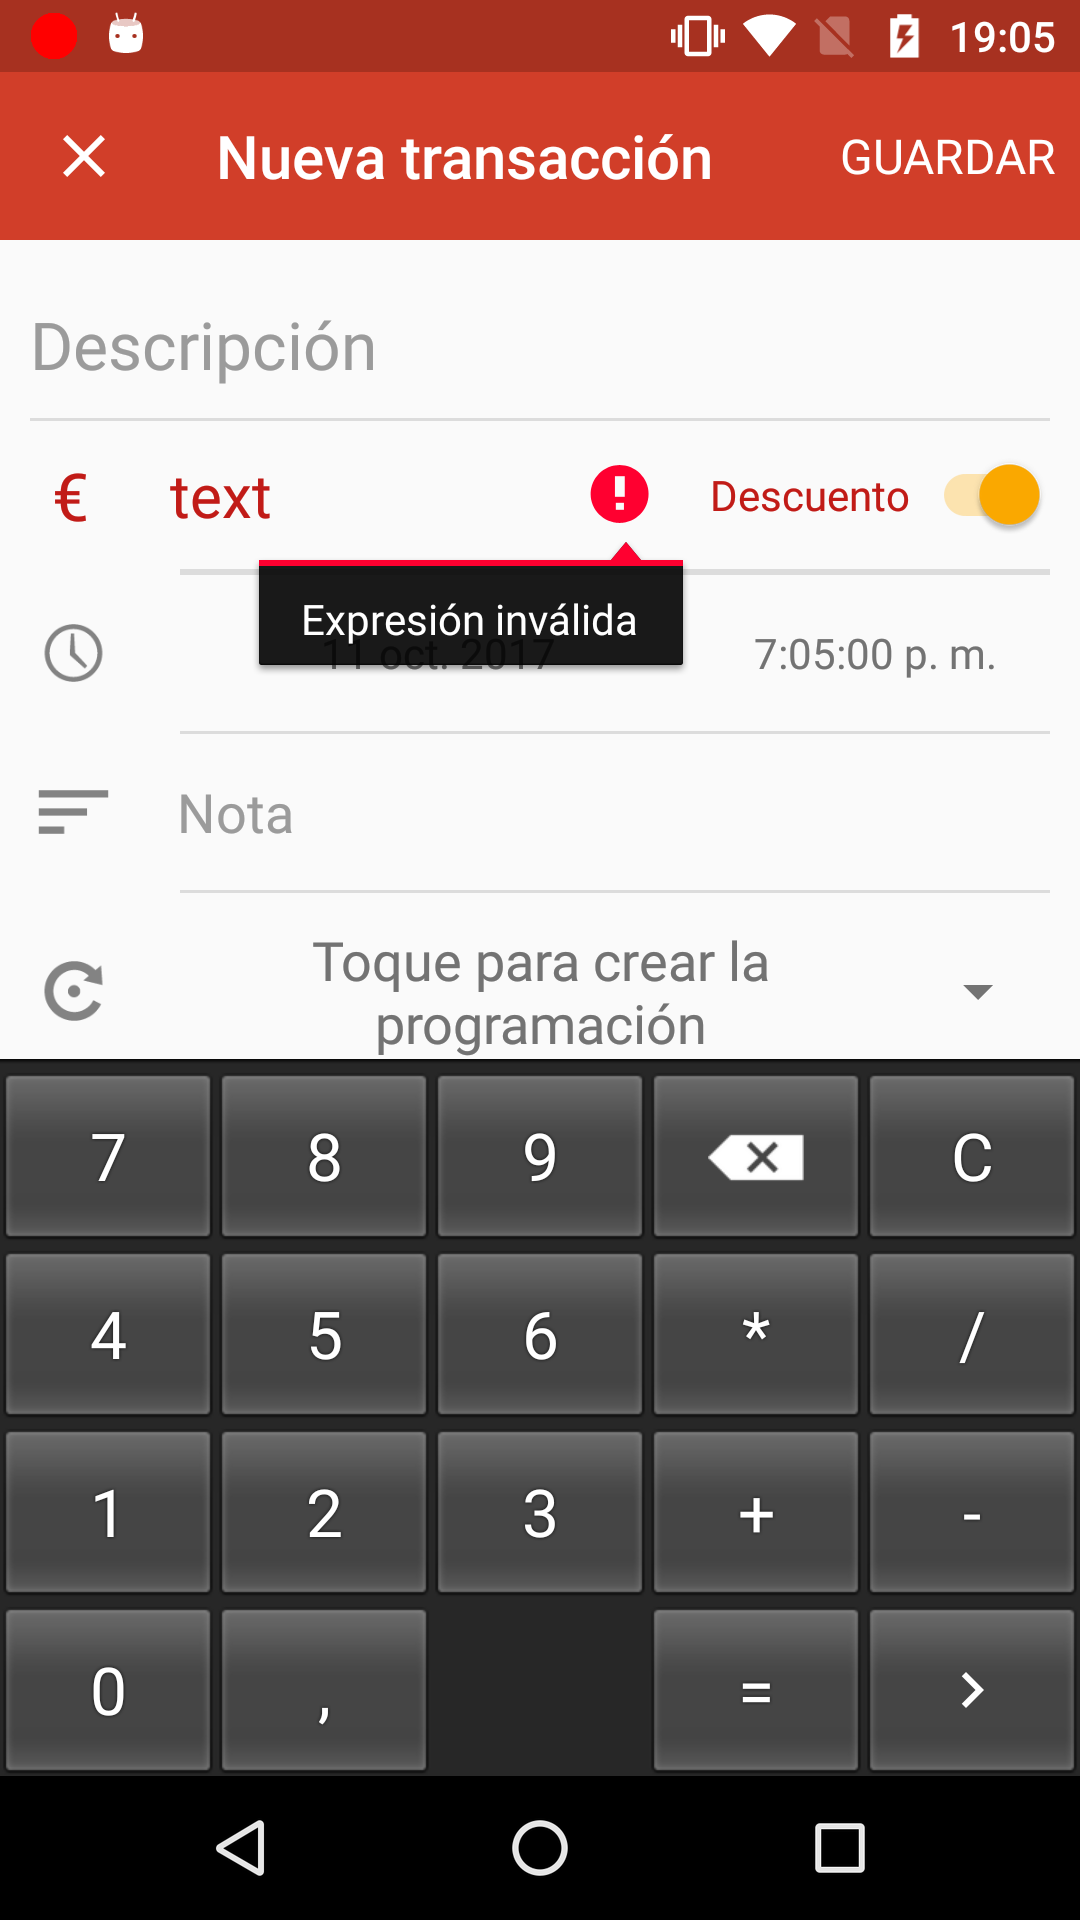 19:05
Nueva transacción
GUARDAR
Descripción
€ text Descuento
Expresión inválida
11 oct. 2017 7:05:00 p. m.
Nota
Toque para crear la
programación
7 8 9 C
4 5 6 * /
1 2 3 + -
0 , = >